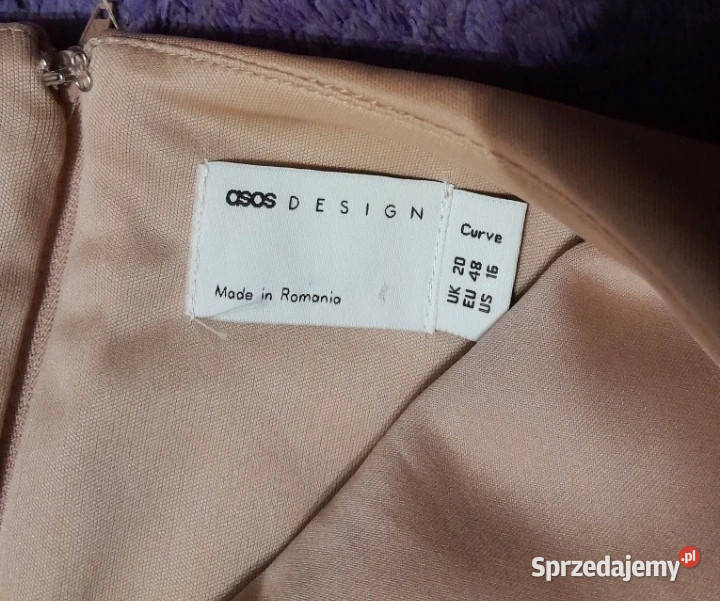 asos DESIGN
Made in Romania
Curve
UK 20
EU 48
US 16
Sprzedajemy.pl